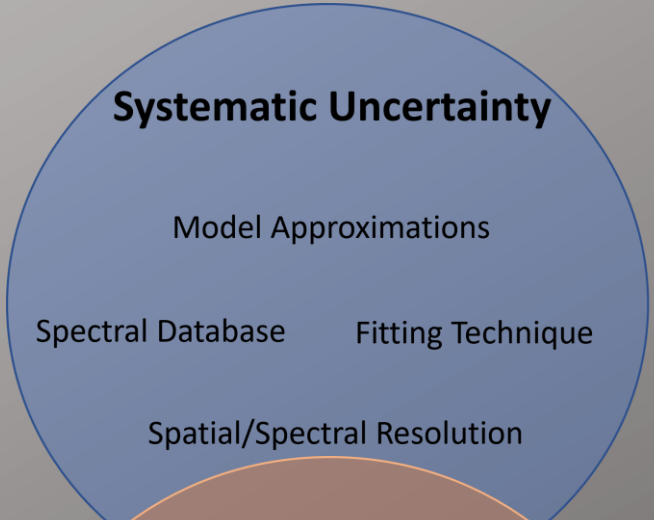 Systematic Uncertainty
Model Approximations
Spectral Database Fitting Technique
Spatial/Spectral Resolution